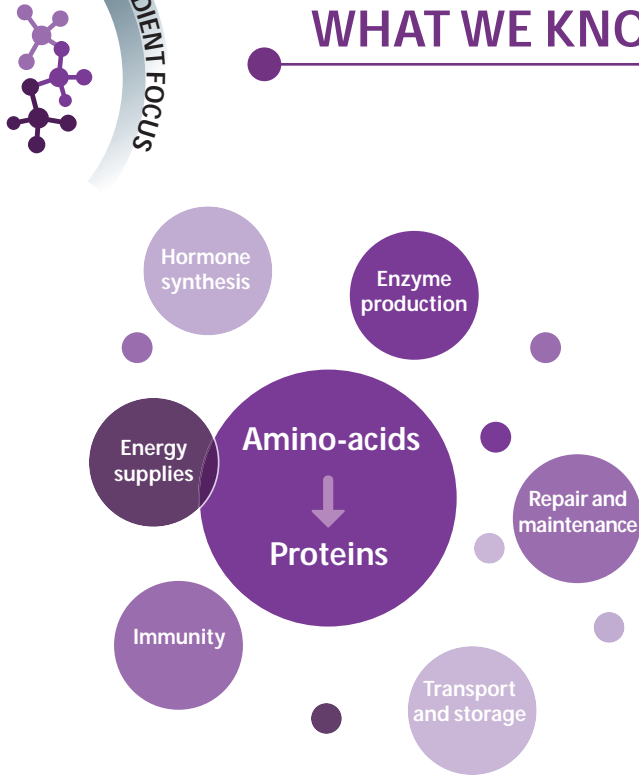 WHAT WE KNO
DIENT FOCUS
Hormone
synthesis
Enzyme
production
Energy
supplies
Amino-acids
Proteins
Repair and
maintenance
Immunity
Transport
and storage